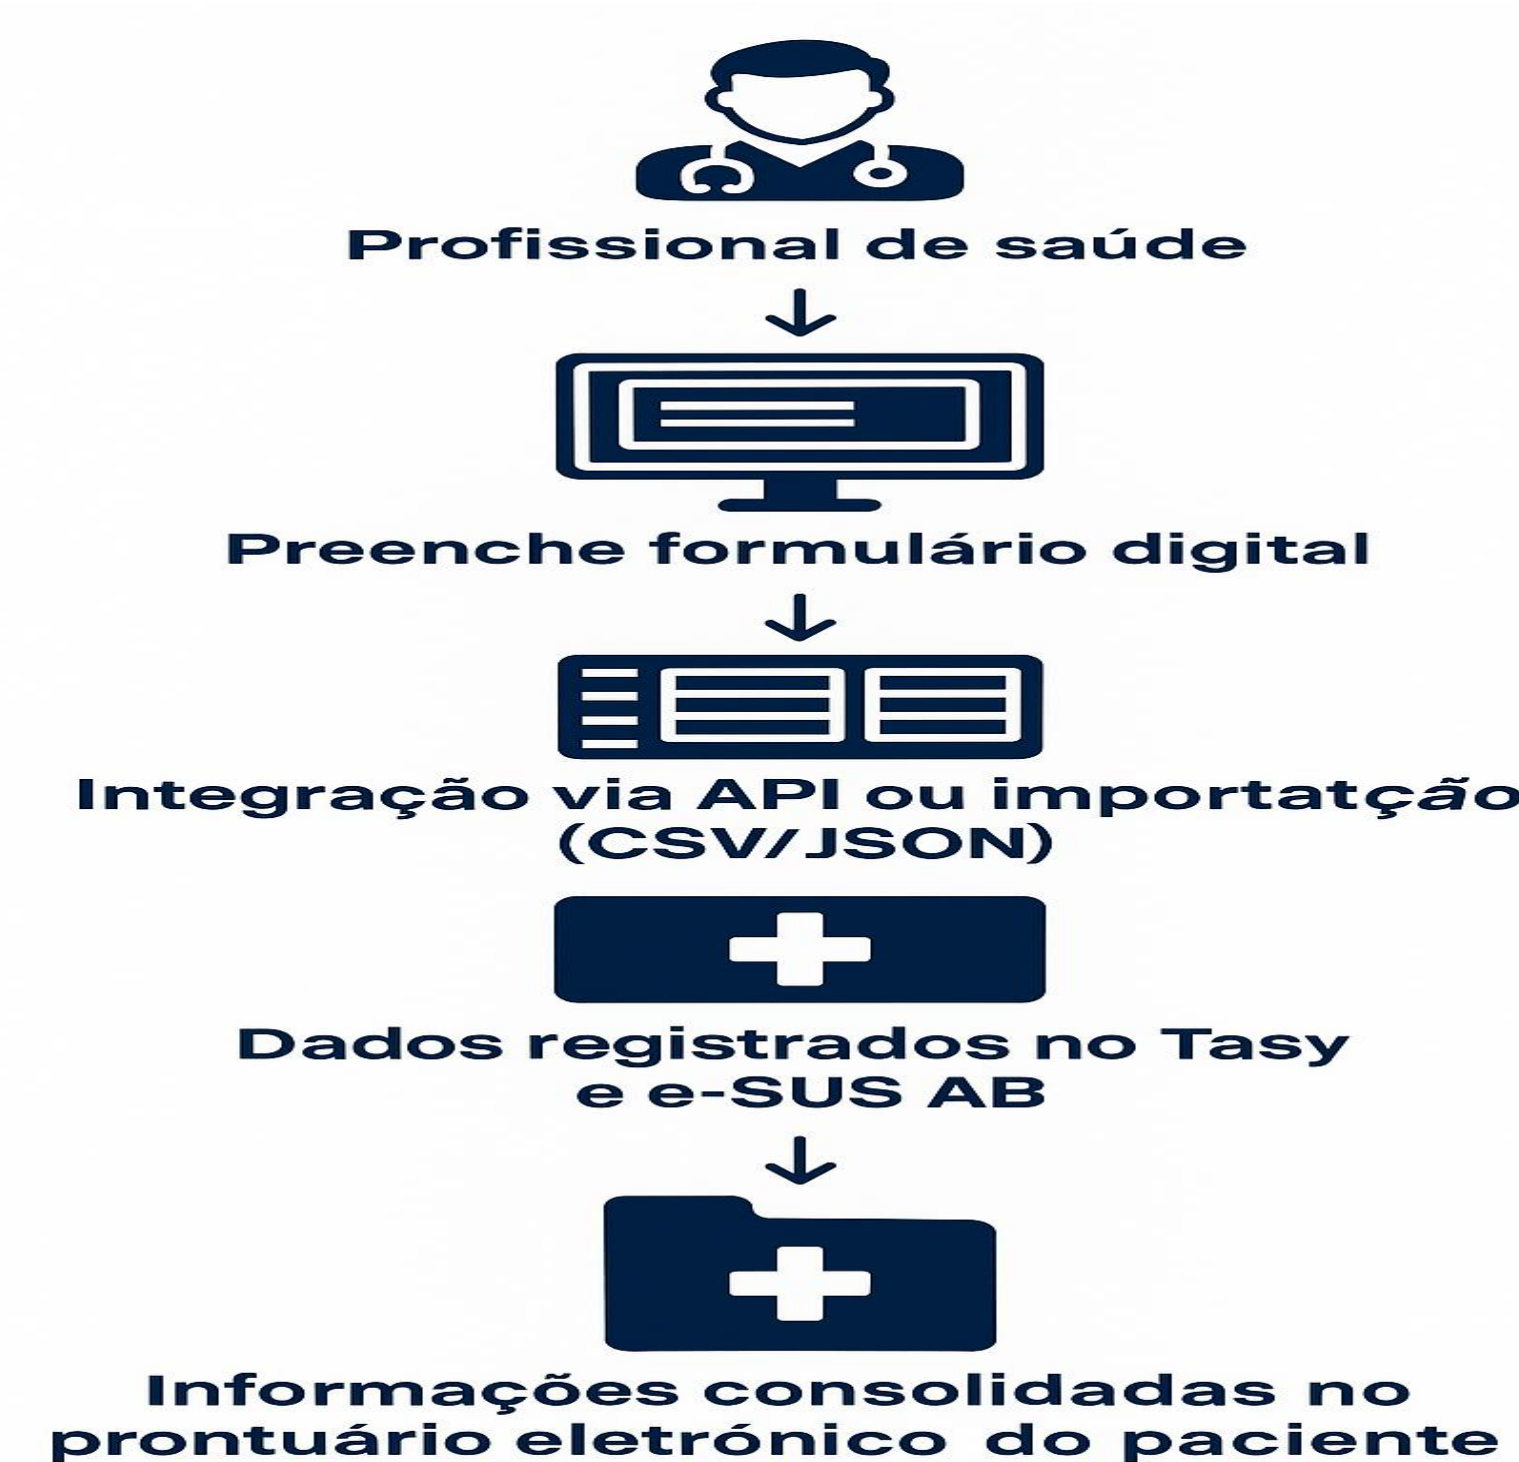 Profissional de saúde
Preenche formulário digital
Integração via API ou importatção
(CSV/JSON)
Dados registrados no Tasy
e e-SUS AB
Informações consolidadas no
prontuário eletrónico do paciente